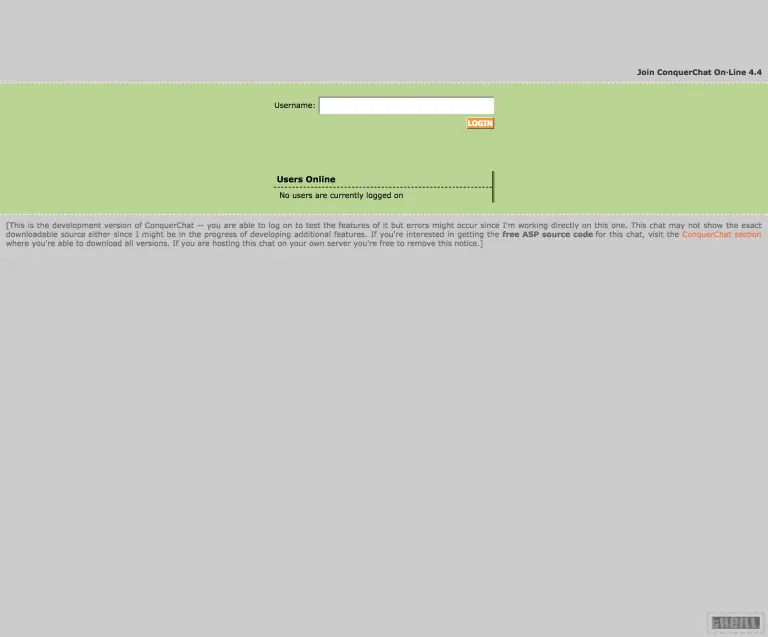 Join ConquerChat On-Line 4.4
Username:
LOGIN
Users Online
No users are currently logged on
[This is the development version of ConquerChat -- you are able to log on to test the features of it but errors might occur since I'm working directly on this one. This chat may not show the exact
downloadable source either since I might be in the progress of developing additional features. If you're interested in getting the free ASP source code for this chat, visit the ConquerChat section
where you're able to download all versions. If you are hosting this chat on your own server you're free to remove this notice.]